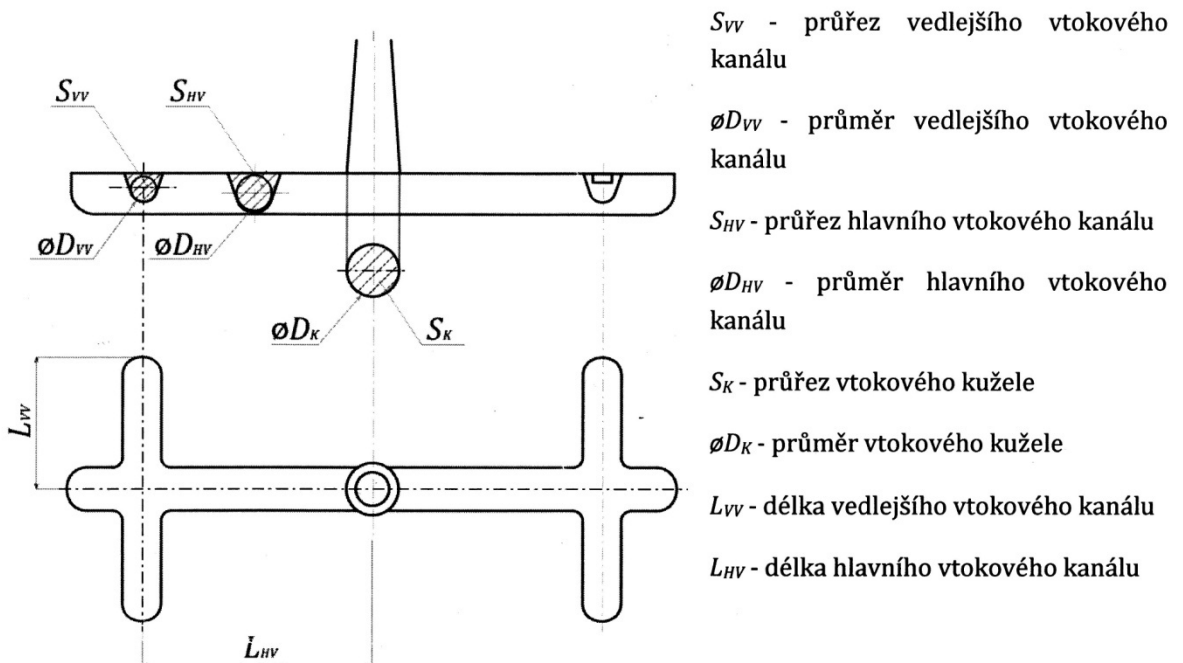 S_VV
S_HV
øD_VV
øD_HV
øD_K
S_K
L_VV
L_HV
S_VV - průřez vedlejšího vtokového
kanálu
øD_VV - průměr vedlejšího vtokového
kanálu
S_HV - průřez hlavního vtokového kanálu
øD_HV - průměr hlavního vtokového
kanálu
S_K - průřez vtokového kužele
øD_K - průměr vtokového kužele
L_VV - délka vedlejšího vtokového kanálu
L_HV - délka hlavního vtokového kanálu